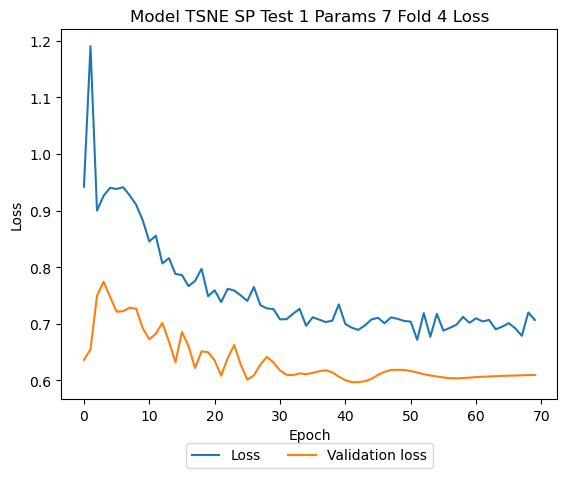 Model TSNE SP Test 1 Params 7 Fold 4 Loss
1.2
1.1
1.0
0.9
0.8
0.7
0.6
Loss
0 10 20 30 40 50 60 70
Epoch
Loss Validation loss